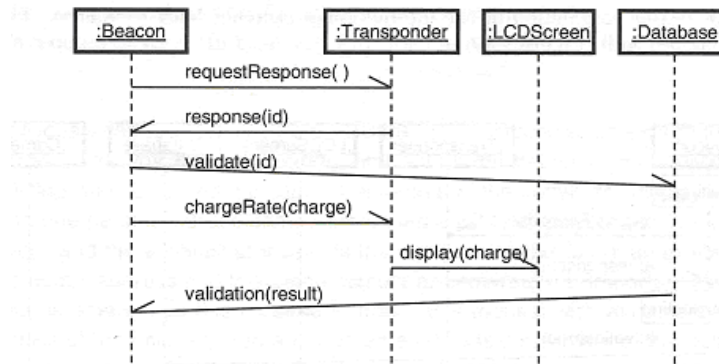 :Beacon
:Transponder
:LCDScreen
:Database
requestResponse( )
response(id)
validate(id)
chargeRate(charge)
display(charge)
validation(result)